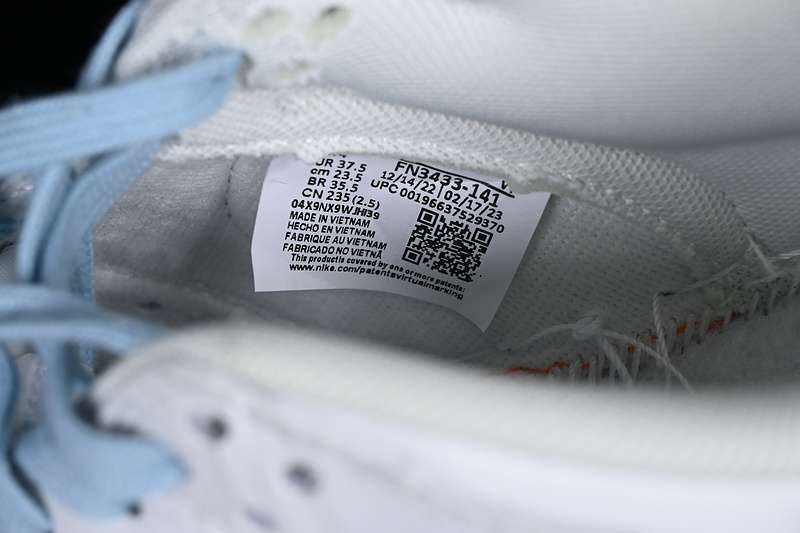 UR 37.5
cm 23.5
BR 35.5
CN 235 (2.5)
04X9NX9WJHI39
MADE IN VIETNAM
HECHO EN VIETNAM
FABRIQUE AU VIETNAM
FABRICADO NO VIETNÃ
This product is covered by one or more patents:
www.nike.com/patentsvirtualmarking
FN3433-141
12/14/22 | 02/17/23
UPC 00196637529370